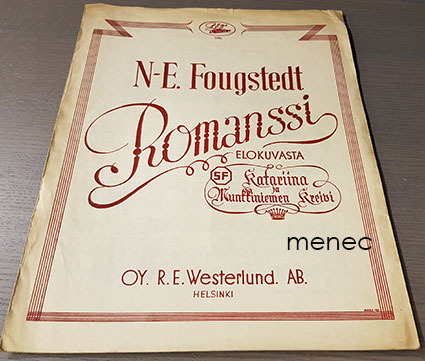 N-E. Fougstedt
Romanssi
ELOKUVASTA
SF Katariina
ja
Munkkiniemen Kreivi
menec
OY. R.E. Westerlund. AB.
HELSINKI